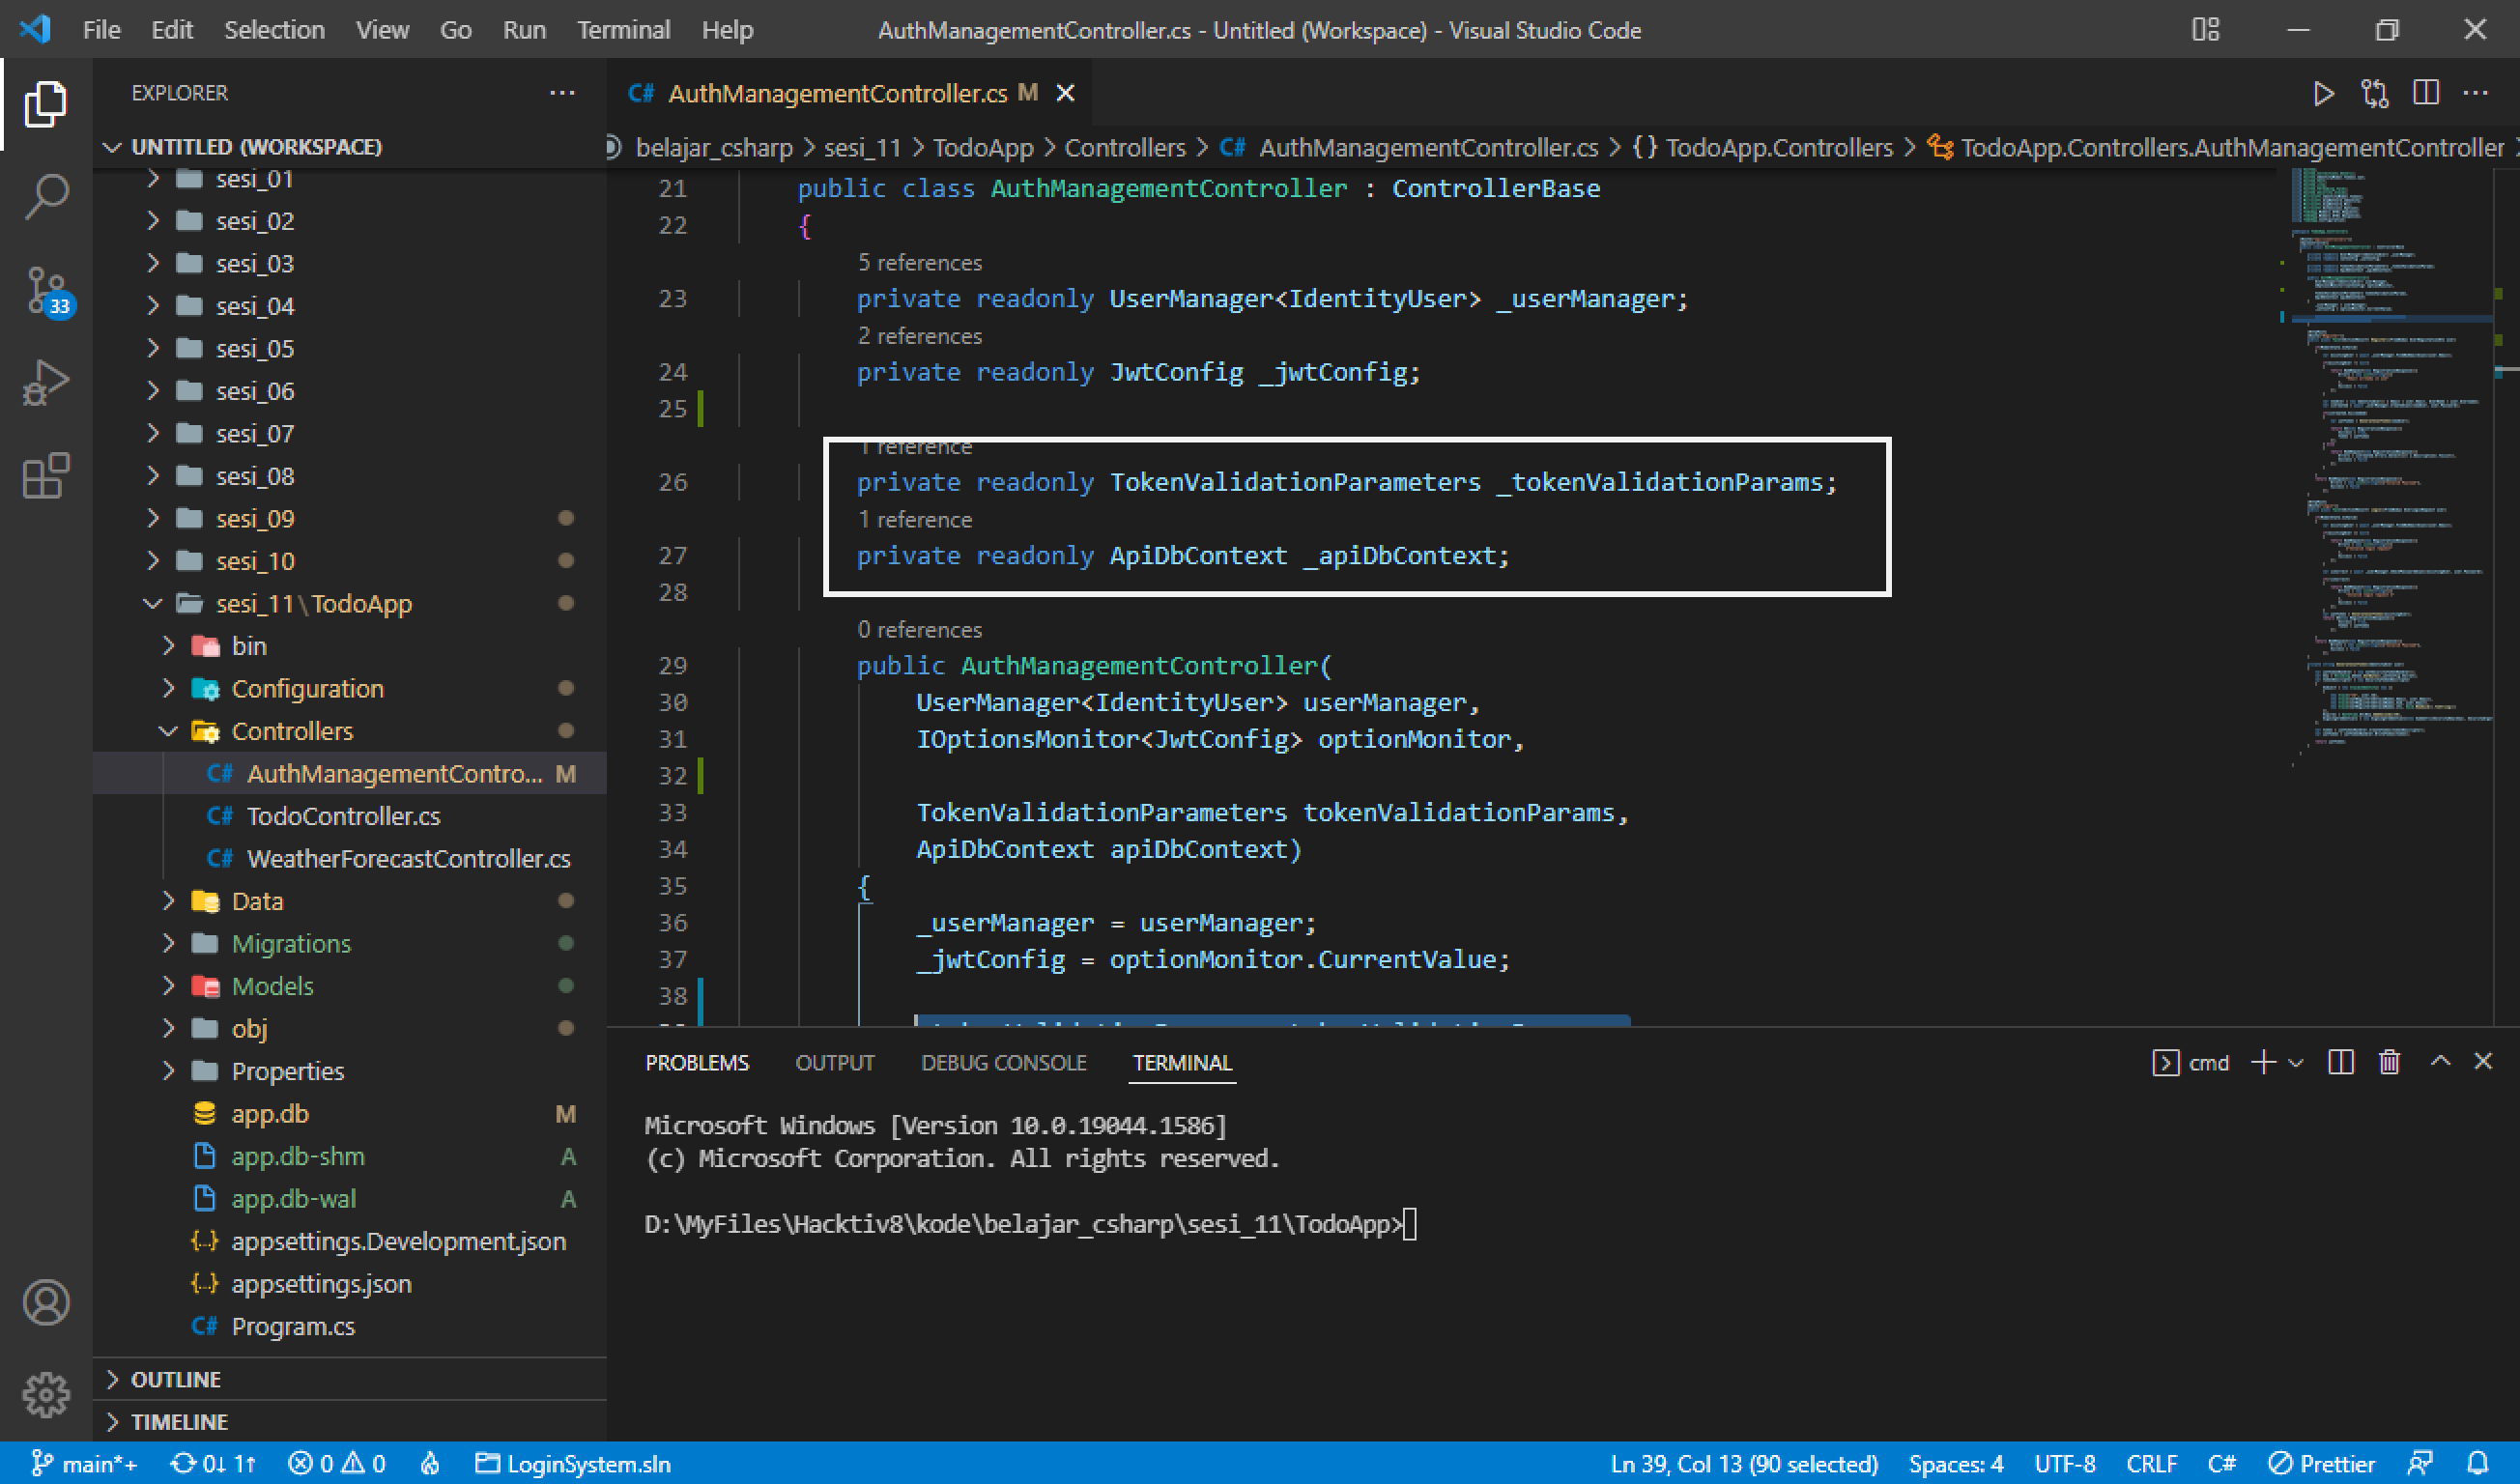 File Edit Selection View Go Run Terminal Help
AuthManagementController.cs - Untitled (Workspace) - Visual Studio Code
EXPLORER
UNTITLED (WORKSPACE)
sesi_01
sesi_02
sesi_03
sesi_04
sesi_05
sesi_06
sesi_07
sesi_08
sesi_09
sesi_10
sesi_11\TodoApp
bin
Configuration
Controllers
C# AuthManagementContro... M
C# TodoController.cs
C# WeatherForecastController.cs
Data
Migrations
Models
obj
Properties
app.db M
app.db-shm A
app.db-wal A
{..} appsettings.Development.json
{..} appsettings.json
C# Program.cs
OUTLINE
TIMELINE
33
C# AuthManagementController.cs M
belajar_csharp > sesi_11 > TodoApp > Controllers > C# AuthManagementController.cs > {} TodoApp.Controllers > TodoApp.Controllers.AuthManagementController
21 public class AuthManagementController : ControllerBase
22 {
5 references
23 private readonly UserManager<IdentityUser> _userManager;
2 references
24 private readonly JwtConfig _jwtConfig;
25
1 reference
26 private readonly TokenValidationParameters _tokenValidationParams;
1 reference
27 private readonly ApiDbContext _apiDbContext;
28
0 references
29 public AuthManagementController(
30 UserManager<IdentityUser> userManager,
31 IOptionsMonitor<JwtConfig> optionMonitor,
32
33 TokenValidationParameters tokenValidationParams,
34 ApiDbContext apiDbContext)
35 {
36 _userManager = userManager;
37 _jwtConfig = optionMonitor.CurrentValue;
38
PROBLEMS OUTPUT DEBUG CONSOLE TERMINAL
cmd
Microsoft Windows [Version 10.0.19044.1586]
(c) Microsoft Corporation. All rights reserved.
D:\MyFiles\Hacktiv8\kode\belajar_csharp\sesi_11\TodoApp>
main*+ 0↓ 1↑ 0 0 LoginSystem.sln
Ln 39, Col 13 (90 selected) Spaces: 4 UTF-8 CRLF C# Prettier